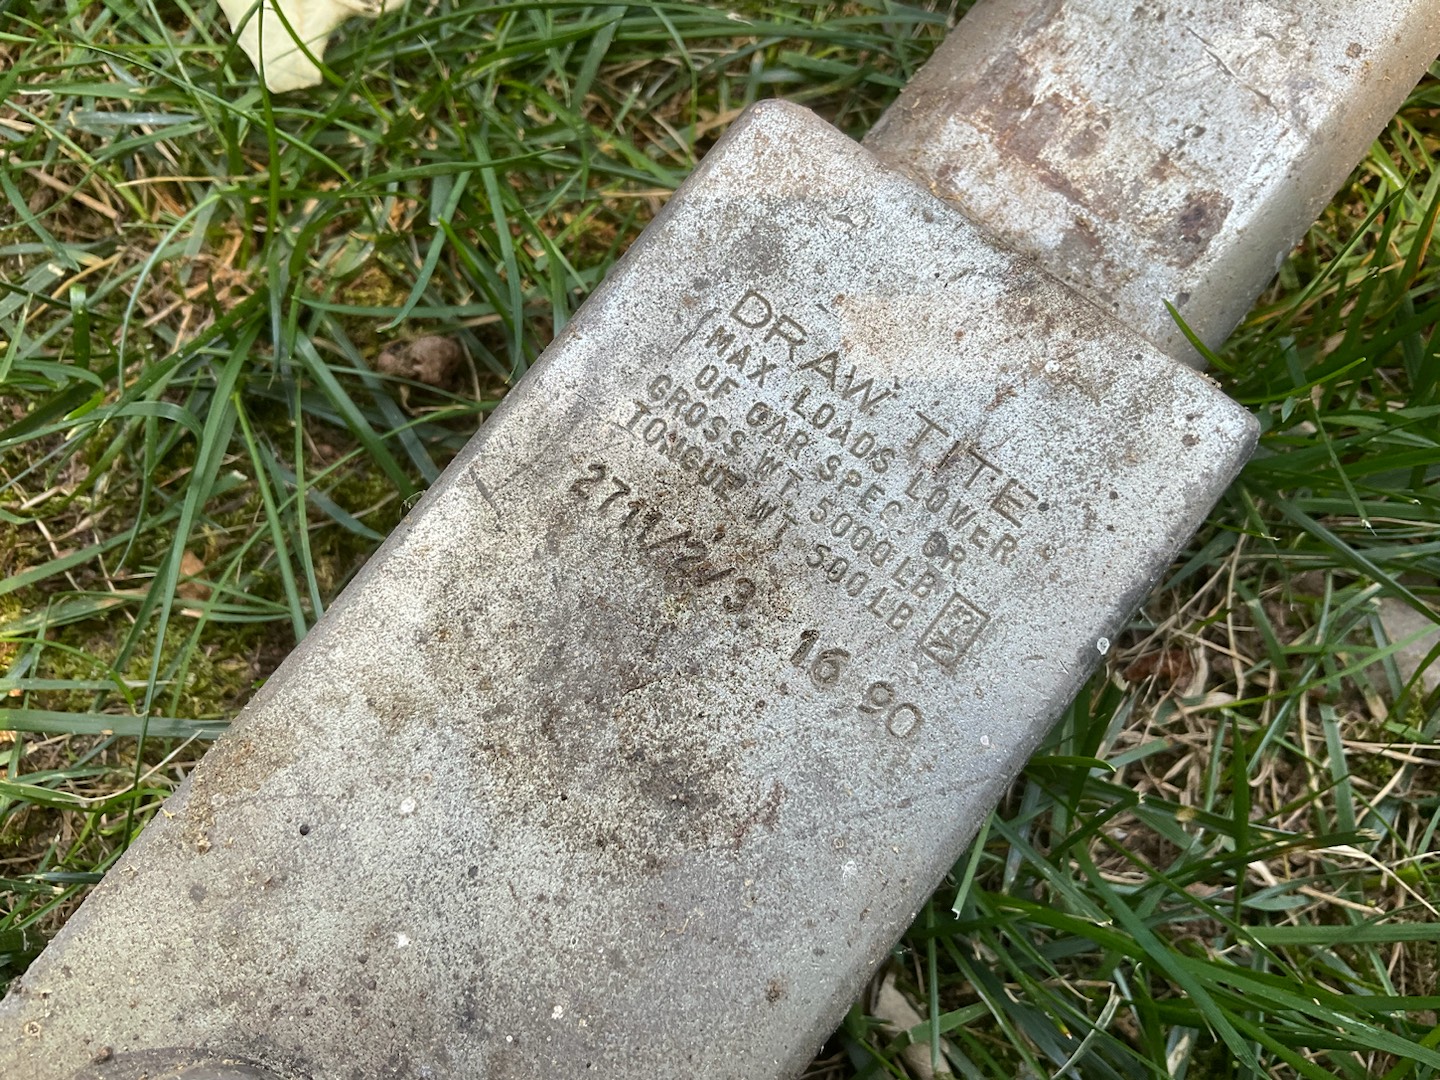 DRAW-TITE
MAX LOADS LOWER
OF CAR SPEC. OR
GROSS WT. 5000 LB
TONGUE WT. 500 LB
16 90